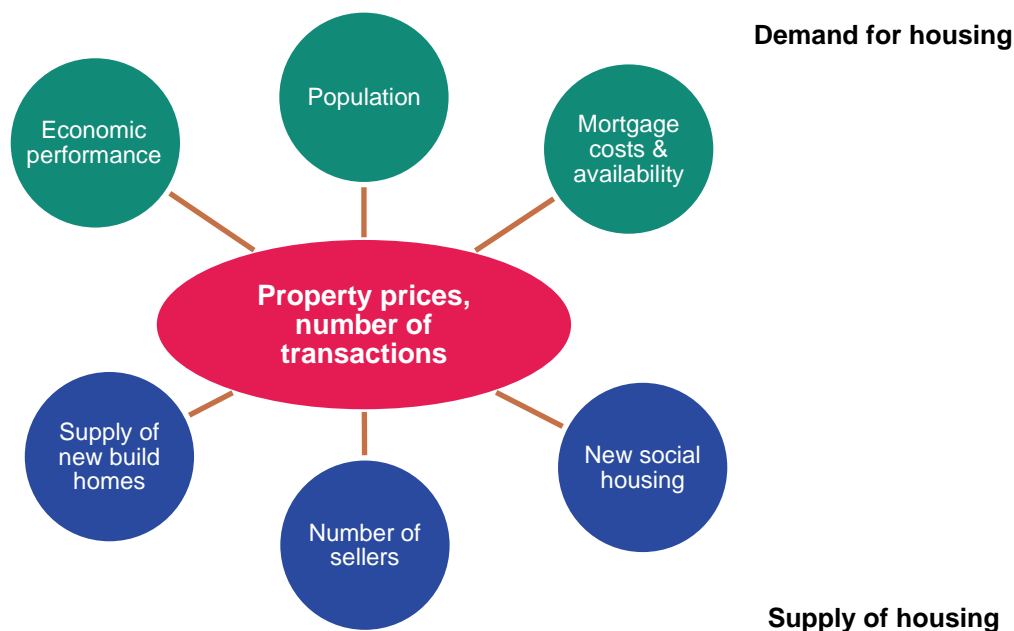 Demand for housing
Population
Economic
performance
Mortgage
costs &
availability
Property prices,
number of
transactions
Supply of
new build
homes
Number of
sellers
New social
housing
Supply of housing